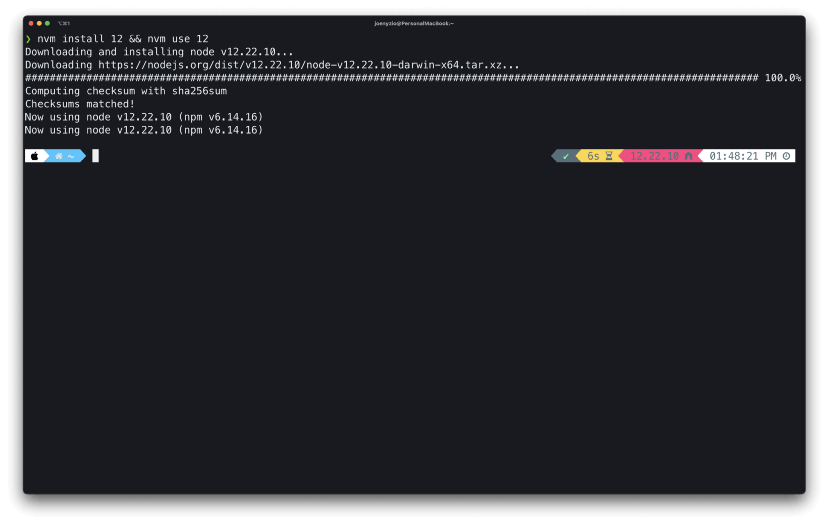 ⌥⌘1
joenyzio@PersonalMacBook:~
❯ nvm install 12 && nvm use 12
Downloading and installing node v12.22.10...
Downloading https://nodejs.org/dist/v12.22.10/node-v12.22.10-darwin-x64.tar.xz...
######################################################################################################################## 100.0%
Computing checksum with sha256sum
Checksums matched!
Now using node v12.22.10 (npm v6.14.16)
Now using node v12.22.10 (npm v6.14.16)
~ ✓ 6s 12.22.10 01:48:21 PM